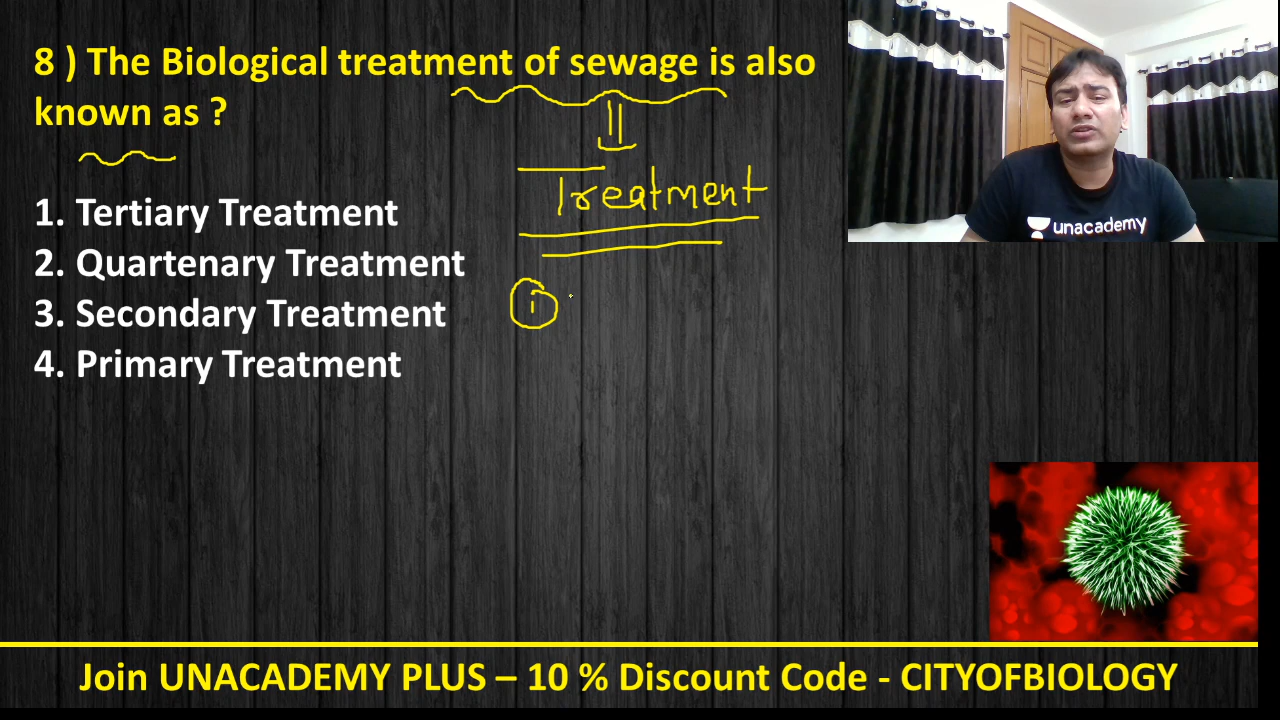 8 ) The Biological treatment of sewage is also
known as ?
Treatment
1. Tertiary Treatment
2. Quartenary Treatment
3. Secondary Treatment
4. Primary Treatment
i
unacademy
Join UNACADEMY PLUS – 10 % Discount Code - CITYOFBIOLOGY